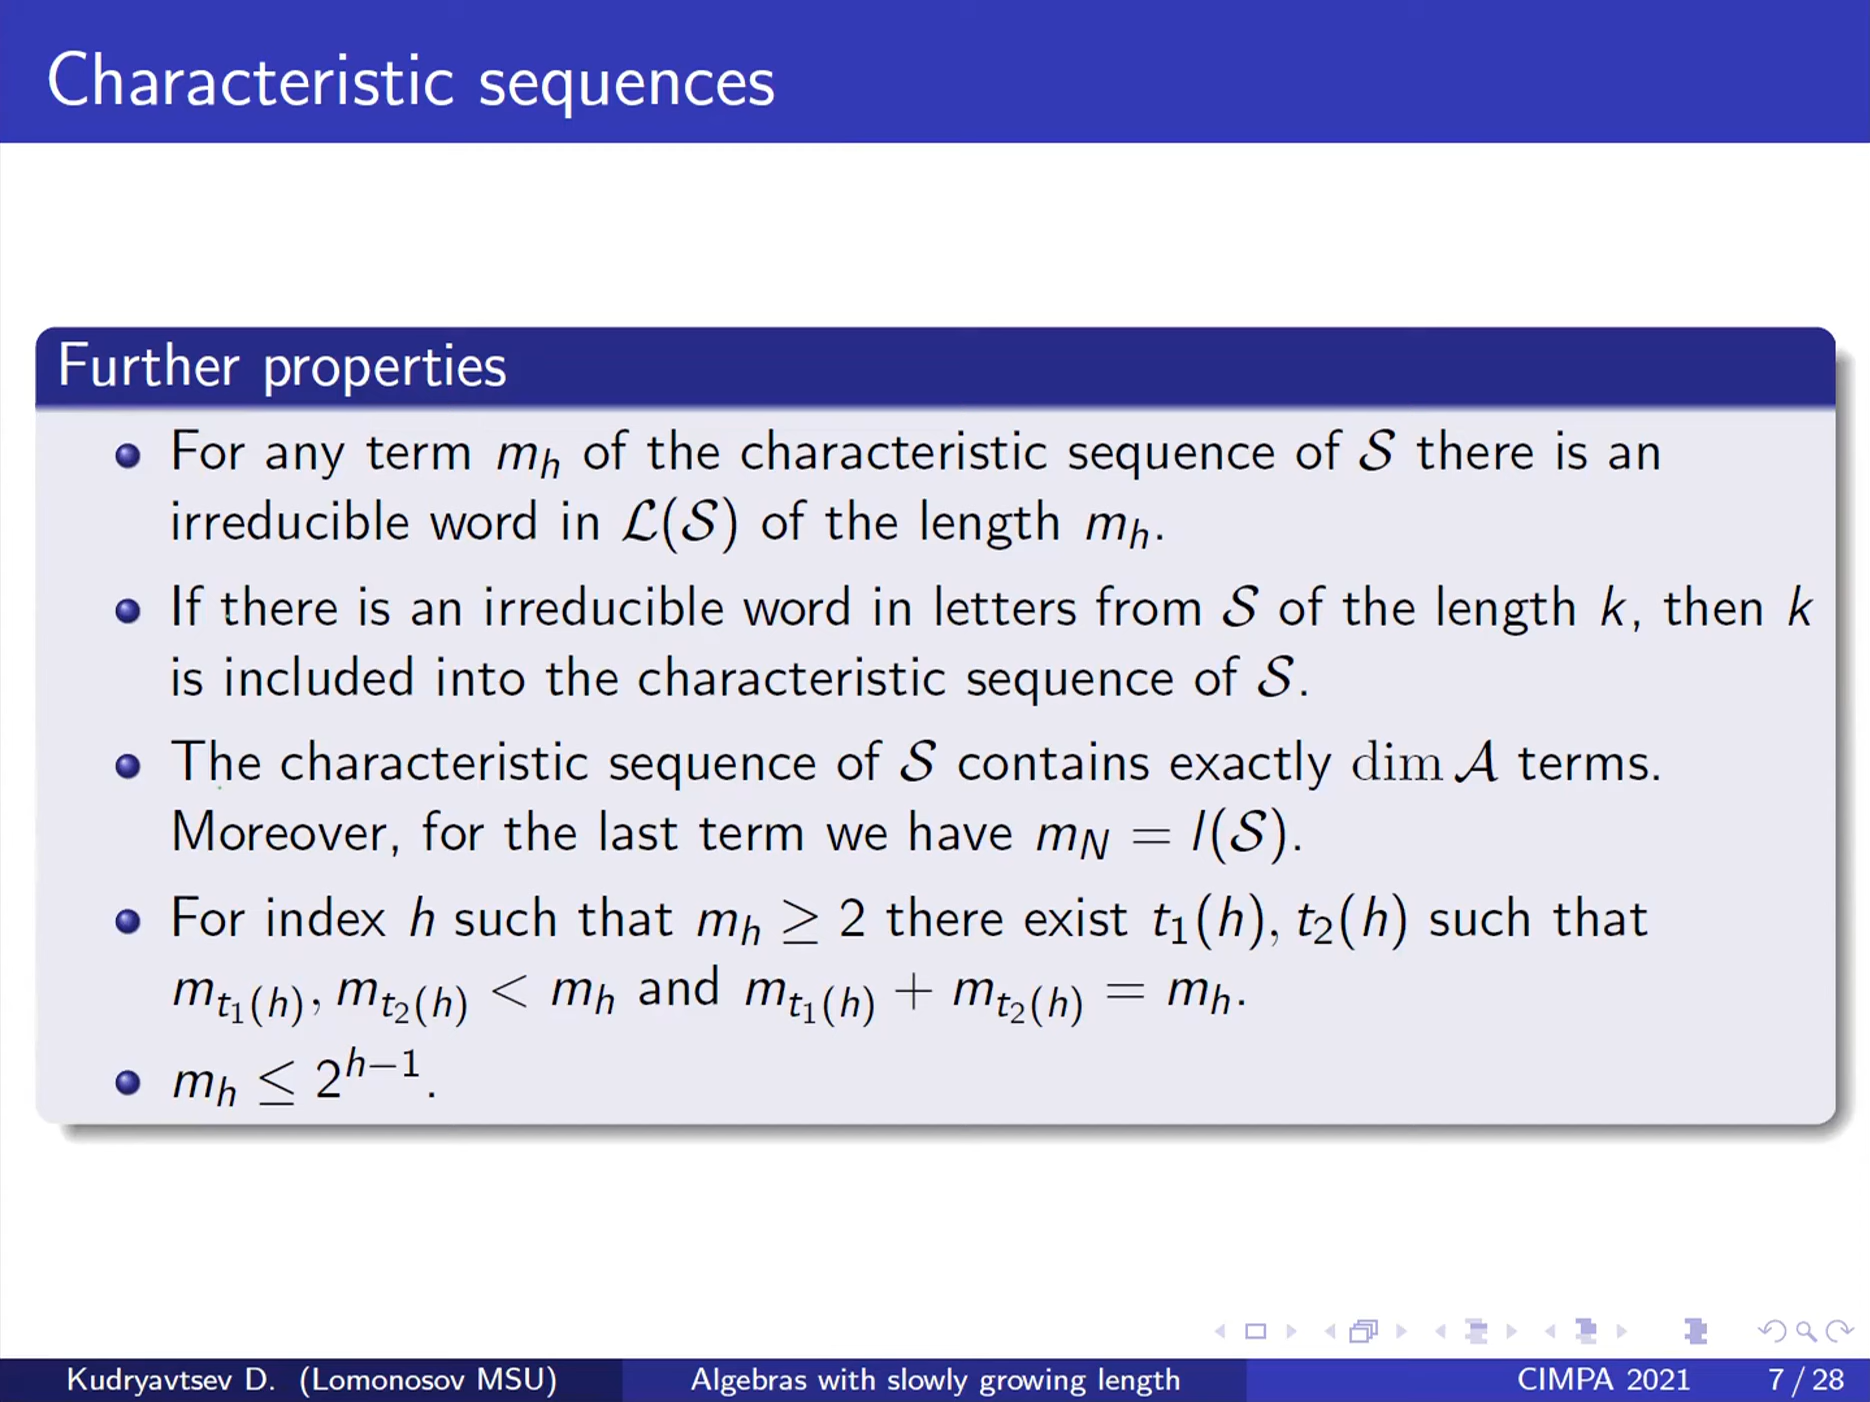 Characteristic sequences
Further properties
For any term m_h of the characteristic sequence of 𝒮 there is an
irreducible word in ℒ(𝒮) of the length m_h.
If there is an irreducible word in letters from 𝒮 of the length k, then k
is included into the characteristic sequence of 𝒮.
The characteristic sequence of 𝒮 contains exactly dim 𝒜 terms.
Moreover, for the last term we have m_N = l(𝒮).
For index h such that m_h ≥ 2 there exist t_1(h), t_2(h) such that
m_{t_1(h)}, m_{t_2(h)} < m_h and m_{t_1(h)} + m_{t_2(h)} = m_h.
m_h ≤ 2^{h−1}.
Kudryavtsev D. (Lomonosov MSU) Algebras with slowly growing length CIMPA 2021 7 / 28